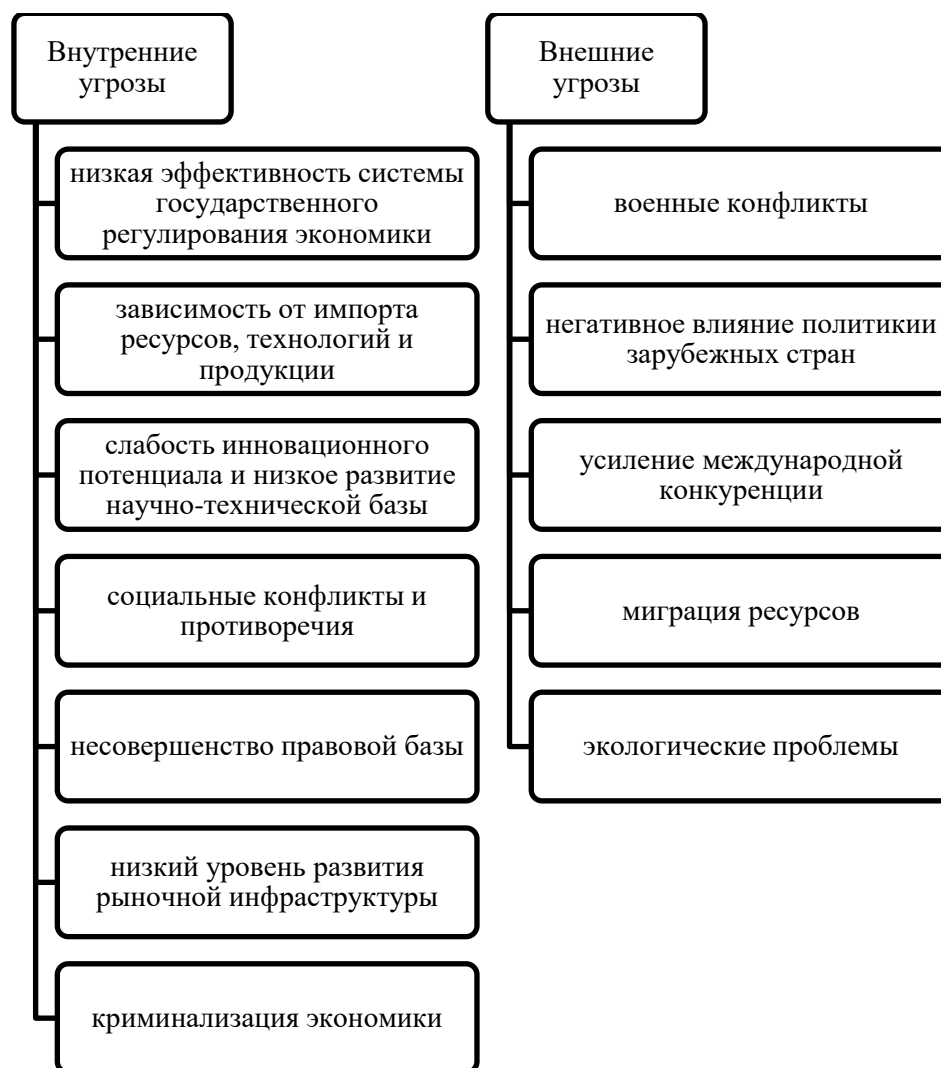 Внутренние
угрозы
низкая эффективность системы
государственного
регулирования экономики
зависимость от импорта
ресурсов, технологий и
продукции
слабость инновационного
потенциала и низкое развитие
научно-технической базы
социальные конфликты и
противоречия
несовершенство правовой базы
низкий уровень развития
рыночной инфраструктуры
криминализация экономики
Внешние
угрозы
военные конфликты
негативное влияние политикии
зарубежных стран
усиление международной
конкуренции
миграция ресурсов
экологические проблемы